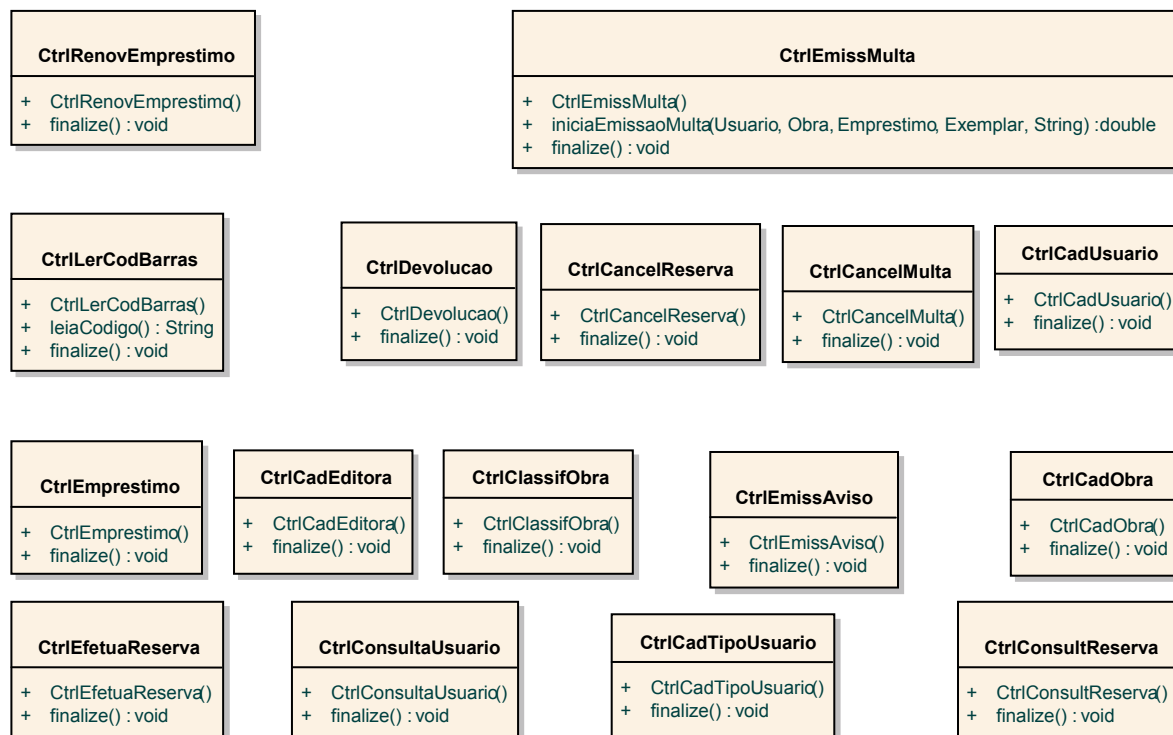 CtrlRenovEmprestimo
+ CtrlRenovEmprestimo()
+ finalize() : void
CtrlEmissMulta
+ CtrlEmissMulta()
+ iniciaEmissaoMulta(Usuario, Obra, Emprestimo, Exemplar, String) :double
+ finalize() : void
CtrlLerCodBarras
+ CtrlLerCodBarras()
+ leiaCodigo() : String
+ finalize() : void
CtrlDevolucao
+ CtrlDevolucao()
+ finalize() : void
CtrlCancelReserva
+ CtrlCancelReserva()
+ finalize() : void
CtrlCancelMulta
+ CtrlCancelMulta()
+ finalize() : void
CtrlCadUsuario
+ CtrlCadUsuario()
+ finalize() : void
CtrlEmprestimo
+ CtrlEmprestimo()
+ finalize() : void
CtrlCadEditora
+ CtrlCadEditora()
+ finalize() : void
CtrlClassifObra
+ CtrlClassifObra()
+ finalize() : void
CtrlEmissAviso
+ CtrlEmissAviso()
+ finalize() : void
CtrlCadObra
+ CtrlCadObra()
+ finalize() : void
CtrlEfetuaReserva
+ CtrlEfetuaReserva()
+ finalize() : void
CtrlConsultaUsuario
+ CtrlConsultaUsuario()
+ finalize() : void
CtrlCadTipoUsuario
+ CtrlCadTipoUsuario()
+ finalize() : void
CtrlConsultReserva
+ CtrlConsultReserva()
+ finalize() : void